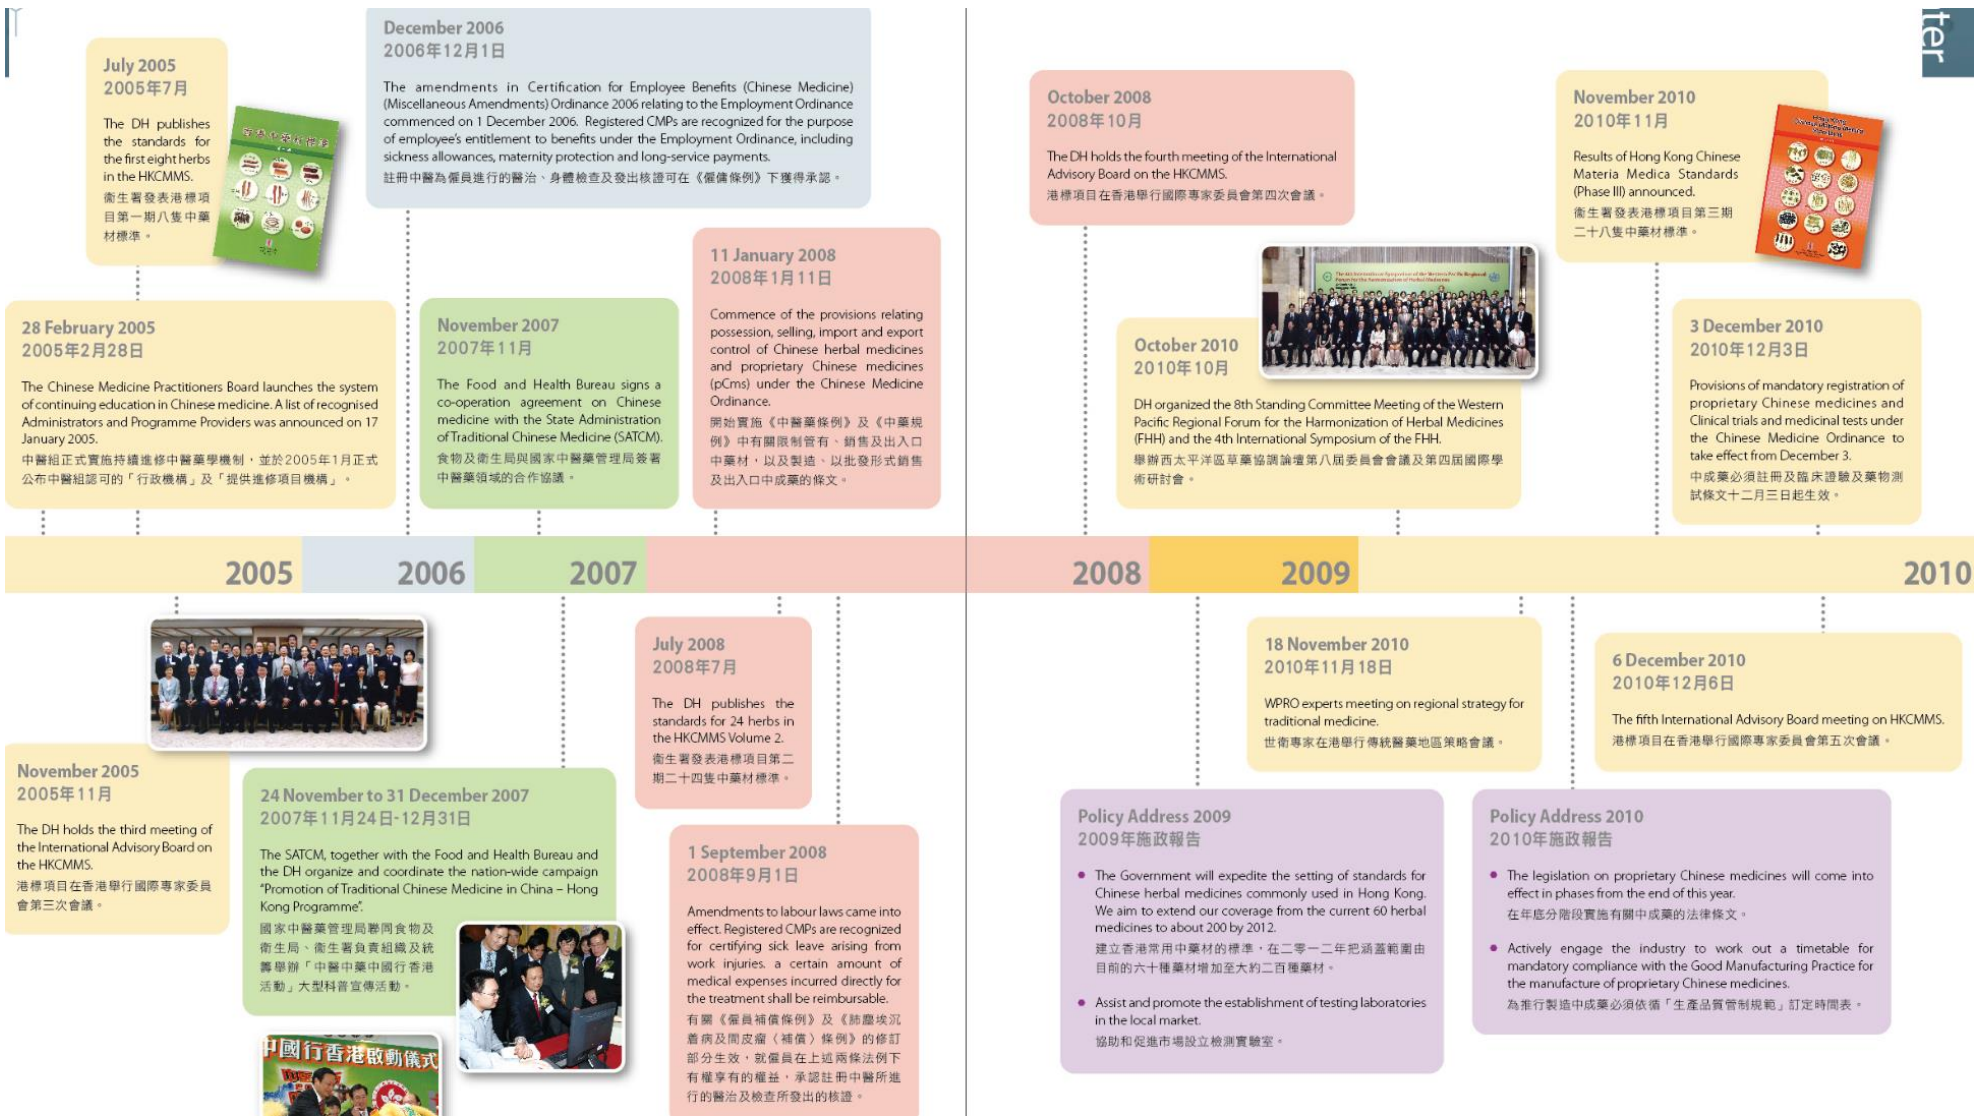 ter
July 2005
2005年7月
The DH publishes
the standards for
the first eight herbs
in the HKCMMS.
衞生署發表港標項
目第一期八隻中藥
材標準。
December 2006
2006年12月1日
The amendments in Certification for Employee Benefits (Chinese Medicine)
(Miscellaneous Amendments) Ordinance 2006 relating to the Employment Ordinance
commenced on 1 December 2006. Registered CMPs are recognized for the purpose
of employee's entitlement to benefits under the Employment Ordinance, including
sickness allowances, maternity protection and long-service payments.
註冊中醫為僱員進行的醫治、身體檢查及發出核證可在《僱傭條例》下獲得承認。
28 February 2005
2005年2月28日
The Chinese Medicine Practitioners Board launches the system
of continuing education in Chinese medicine. A list of recognised
Administrators and Programme Providers was announced on 17
January 2005.
中醫組正式實施持續進修中醫藥學機制，並於2005年1月正式
公布中醫組認可的「行政機構」及「提供進修項目機構」。
November 2007
2007年11月
The Food and Health Bureau signs a
co-operation agreement on Chinese
medicine with the State Administration
of Traditional Chinese Medicine (SATCM).
食物及衞生局與國家中醫藥管理局簽署
中醫藥領域的合作協議。
11 January 2008
2008年1月11日
Commence of the provisions relating
possession, selling, import and export
control of Chinese herbal medicines
and proprietary Chinese medicines
(pCms) under the Chinese Medicine
Ordinance.
開始實施《中醫藥條例》及《中藥規
例》中有關限制管有、銷售及出入口
中藥材，以及製造、以批發形式銷售
及出入口中成藥的條文。
October 2008
2008年10月
The DH holds the fourth meeting of the International
Advisory Board on the HKCMMS.
港標項目在香港舉行國際專家委員會第四次會議。
October 2010
2010年10月
The 4th International Symposium of the Western Pacific Regional
Forum for the Harmonization of Herbal Medicines
DH organized the 8th Standing Committee Meeting of the Western
Pacific Regional Forum for the Harmonization of Herbal Medicines
(FHH) and the 4th International Symposium of the FHH.
舉辦西太平洋區草藥協調論壇第八屆委員會會議及第四屆國際學
術研討會。
November 2010
2010年11月
Results of Hong Kong Chinese
Materia Medica Standards
(Phase III) announced.
衞生署發表港標項目第三期
二十八隻中藥材標準。
3 December 2010
2010年12月3日
Provisions of mandatory registration of
proprietary Chinese medicines and
Clinical trials and medicinal tests under
the Chinese Medicine Ordinance to
take effect from December 3.
中成藥必須註冊及臨床證驗及藥物測
試條文十二月三日起生效。
2005 2006 2007 2008 2009 2010
November 2005
2005年11月
The DH holds the third meeting of
the International Advisory Board on
the HKCMMS.
港標項目在香港舉行國際專家委員
會第三次會議。
24 November to 31 December 2007
2007年11月24日-12月31日
The SATCM, together with the Food and Health Bureau and
the DH organize and coordinate the nation-wide campaign
“Promotion of Traditional Chinese Medicine in China – Hong
Kong Programme”.
國家中醫藥管理局聯同食物及
衞生局、衞生署負責組織及統
籌舉辦「中醫中藥中國行香港
活動」大型科普宣傳活動。
中國行香港啟動儀式
July 2008
2008年7月
The DH publishes the
standards for 24 herbs in
the HKCMMS Volume 2.
衞生署發表港標項目第二
期二十四隻中藥材標準。
1 September 2008
2008年9月1日
Amendments to labour laws came into
effect. Registered CMPs are recognized
for certifying sick leave arising from
work injuries. a certain amount of
medical expenses incurred directly for
the treatment shall be reimbursable.
有關《僱員補償條例》及《肺塵埃沉
着病及間皮瘤（補償）條例》的修訂
部分生效，就僱員在上述兩條法例下
有權享有的權益，承認註冊中醫所進
行的醫治及檢查所發出的核證。
18 November 2010
2010年11月18日
WPRO experts meeting on regional strategy for
traditional medicine.
世衞專家在港舉行傳統醫藥地區策略會議。
6 December 2010
2010年12月6日
The fifth International Advisory Board meeting on HKCMMS.
港標項目在香港舉行國際專家委員會第五次會議。
Policy Address 2009
2009年施政報告
• The Government will expedite the setting of standards for
Chinese herbal medicines commonly used in Hong Kong.
We aim to extend our coverage from the current 60 herbal
medicines to about 200 by 2012.
建立香港常用中藥材的標準，在二零一二年把涵蓋範圍由
目前的六十種藥材增加至大約二百種藥材。
• Assist and promote the establishment of testing laboratories
in the local market.
協助和促進市場設立檢測實驗室。
Policy Address 2010
2010年施政報告
• The legislation on proprietary Chinese medicines will come into
effect in phases from the end of this year.
在年底分階段實施有關中成藥的法律條文。
• Actively engage the industry to work out a timetable for
mandatory compliance with the Good Manufacturing Practice for
the manufacture of proprietary Chinese medicines.
為推行製造中成藥必須依循「生產品質管制規範」訂定時間表。